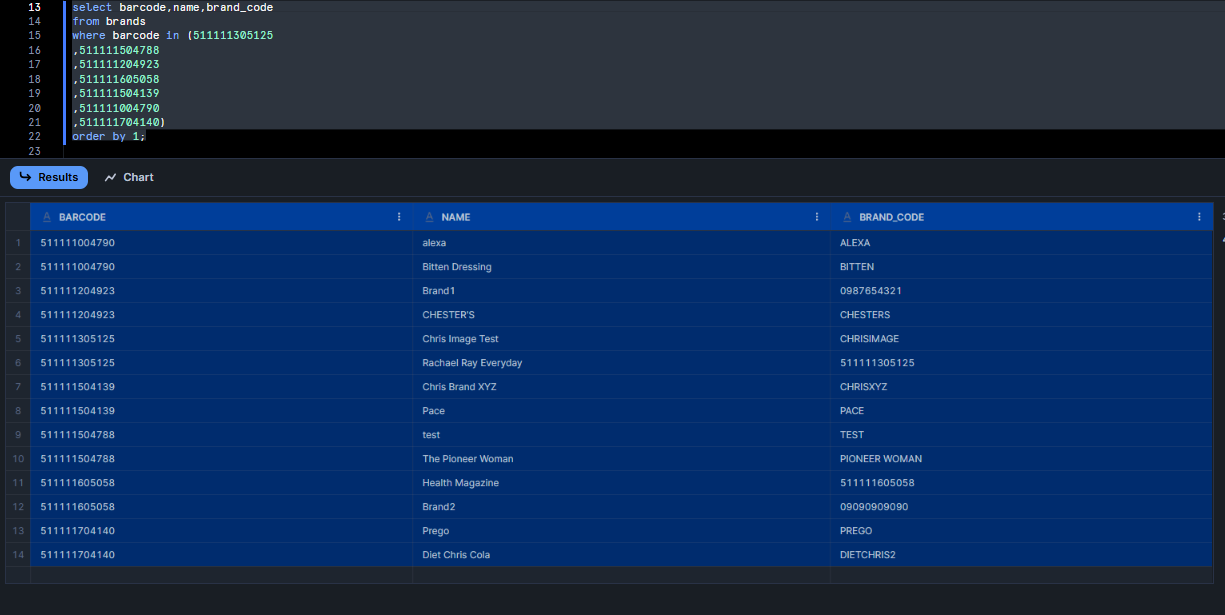 13 select barcode,name,brand_code
14 from brands
15 where barcode in (511111305125
16 ,511111504788
17 ,511111204923
18 ,511111605058
19 ,511111504139
20 ,511111004790
21 ,511111704140)
22 order by 1;
23
Results Chart
A BARCODE A NAME A BRAND_CODE
1 511111004790 alexa ALEXA
2 511111004790 Bitten Dressing BITTEN
3 511111204923 Brand1 0987654321
4 511111204923 CHESTER'S CHESTERS
5 511111305125 Chris Image Test CHRISIMAGE
6 511111305125 Rachael Ray Everyday 511111305125
7 511111504139 Chris Brand XYZ CHRISXYZ
8 511111504139 Pace PACE
9 511111504788 test TEST
10 511111504788 The Pioneer Woman PIONEER WOMAN
11 511111605058 Health Magazine 511111605058
12 511111605058 Brand2 09090909090
13 511111704140 Prego PREGO
14 511111704140 Diet Chris Cola DIETCHRIS2